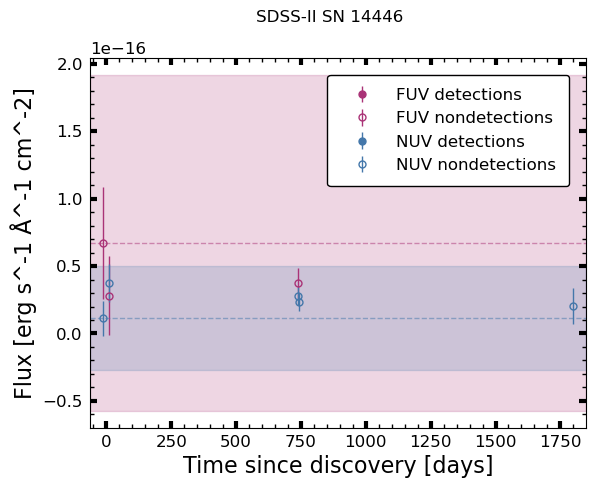 SDSS-II SN 14446
1e−16
2.0
1.5
1.0
0.5
0.0
−0.5
Flux [erg s^-1 Å^-1 cm^-2]
FUV detections
FUV nondetections
NUV detections
NUV nondetections
0 250 500 750 1000 1250 1500 1750
Time since discovery [days]